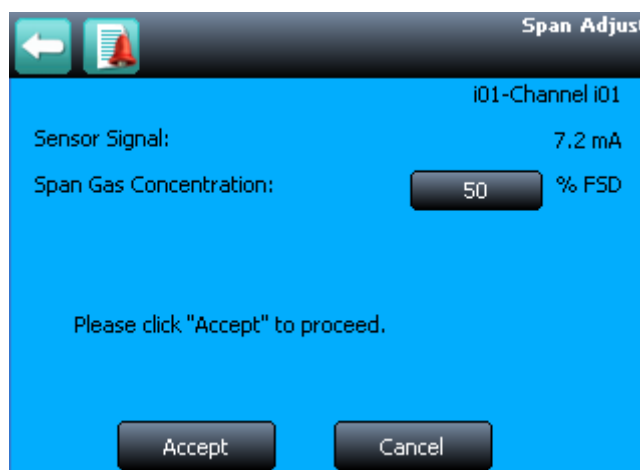 Span Adjust
i01-Channel i01
Sensor Signal: 7.2 mA
Span Gas Concentration: 50 % FSD
Please click "Accept" to proceed.
Accept Cancel